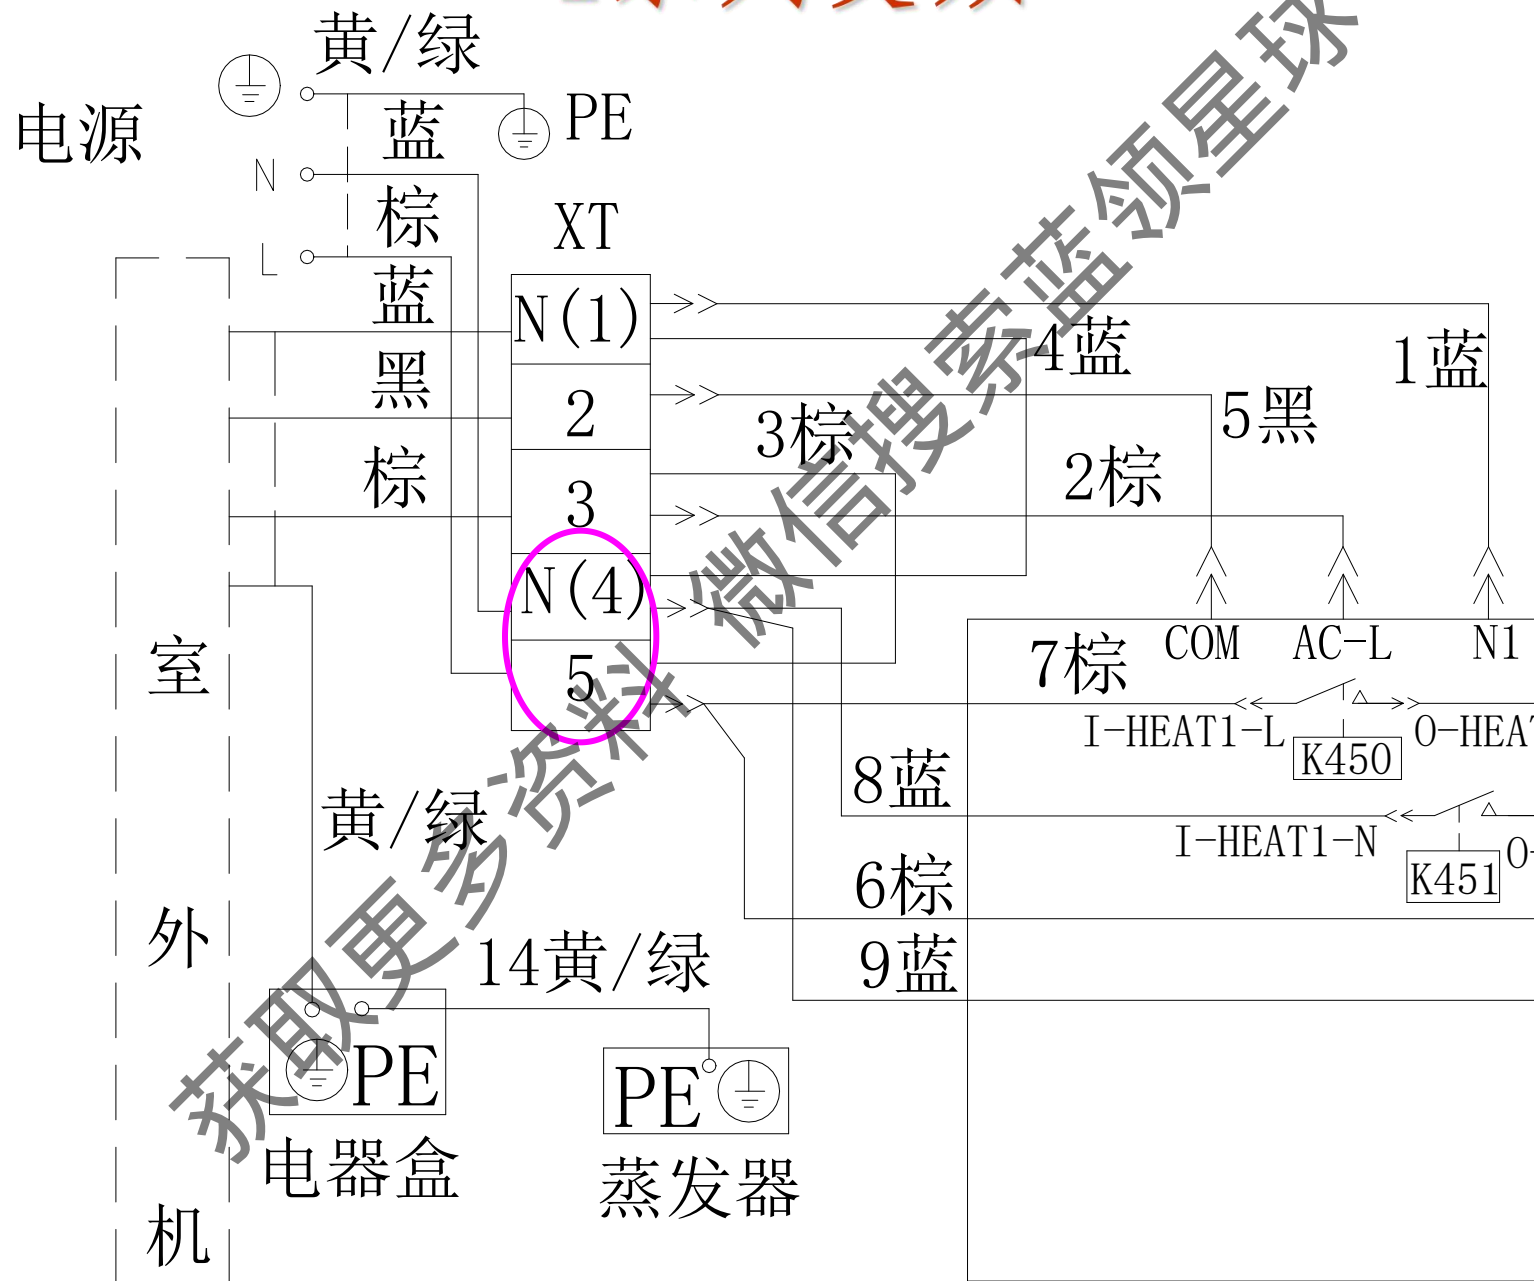 黄/绿
电源
蓝
PE
N
棕
XT
L
蓝
N(1)
4蓝
1蓝
黑
2
3棕
5黑
棕
2棕
3
N(4)
COM
AC-L
N1
室
5
7棕
I-HEAT1-L
K450
O-HEAT
8蓝
黄/绿
I-HEAT1-N
K451
O-
6棕
外
14黄/绿
9蓝
PE
PE
电器盒
蒸发器
机
获取更多资料 微信搜索蓝领星球